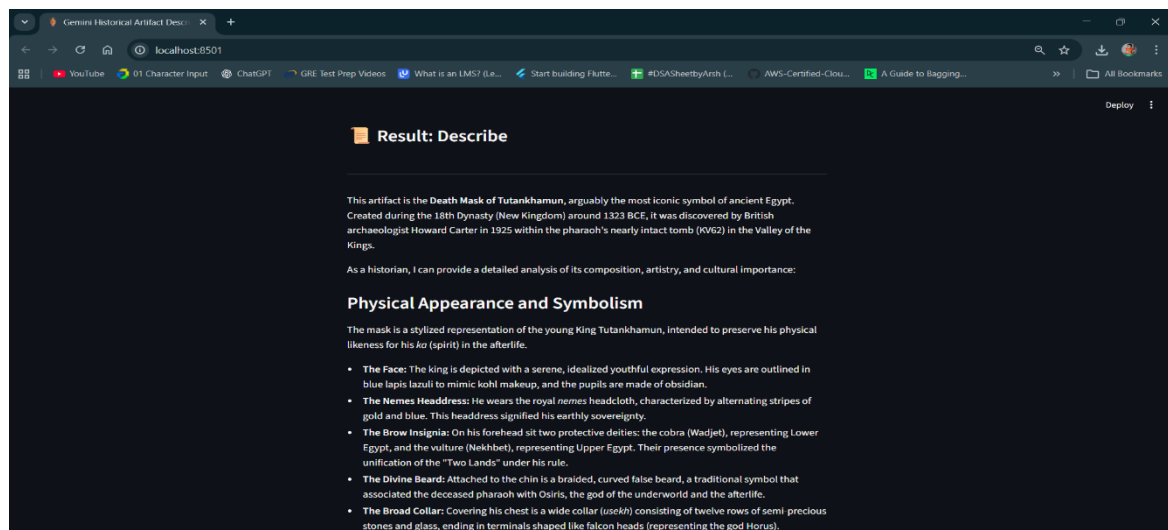 Gemini Historical Artifact Descri
localhost:8501
YouTube 01 Character Input ChatGPT GRE Test Prep Videos What is an LMS? (Le... Start building Flutte... #DSASheetbyArsh (... AWS-Certified-Clou... A Guide to Bagging... » All Bookmarks
Deploy
Result: Describe
This artifact is the Death Mask of Tutankhamun, arguably the most iconic symbol of ancient Egypt.
Created during the 18th Dynasty (New Kingdom) around 1323 BCE, it was discovered by British
archaeologist Howard Carter in 1925 within the pharaoh's nearly intact tomb (KV62) in the Valley of the
Kings.
As a historian, I can provide a detailed analysis of its composition, artistry, and cultural importance:
Physical Appearance and Symbolism
The mask is a stylized representation of the young King Tutankhamun, intended to preserve his physical
likeness for his ka (spirit) in the afterlife.
• The Face: The king is depicted with a serene, idealized youthful expression. His eyes are outlined in
blue lapis lazuli to mimic kohl makeup, and the pupils are made of obsidian.
• The Nemes Headdress: He wears the royal nemes headcloth, characterized by alternating stripes of
gold and blue. This headdress signified his earthly sovereignty.
• The Brow Insignia: On his forehead sit two protective deities: the cobra (Wadjet), representing Lower
Egypt, and the vulture (Nekhbet), representing Upper Egypt. Their presence symbolized the
unification of the "Two Lands" under his rule.
• The Divine Beard: Attached to the chin is a braided, curved false beard, a traditional symbol that
associated the deceased pharaoh with Osiris, the god of the underworld and the afterlife.
• The Broad Collar: Covering his chest is a wide collar (usekh) consisting of twelve rows of semi-precious
stones and glass, ending in terminals shaped like falcon heads (representing the god Horus).